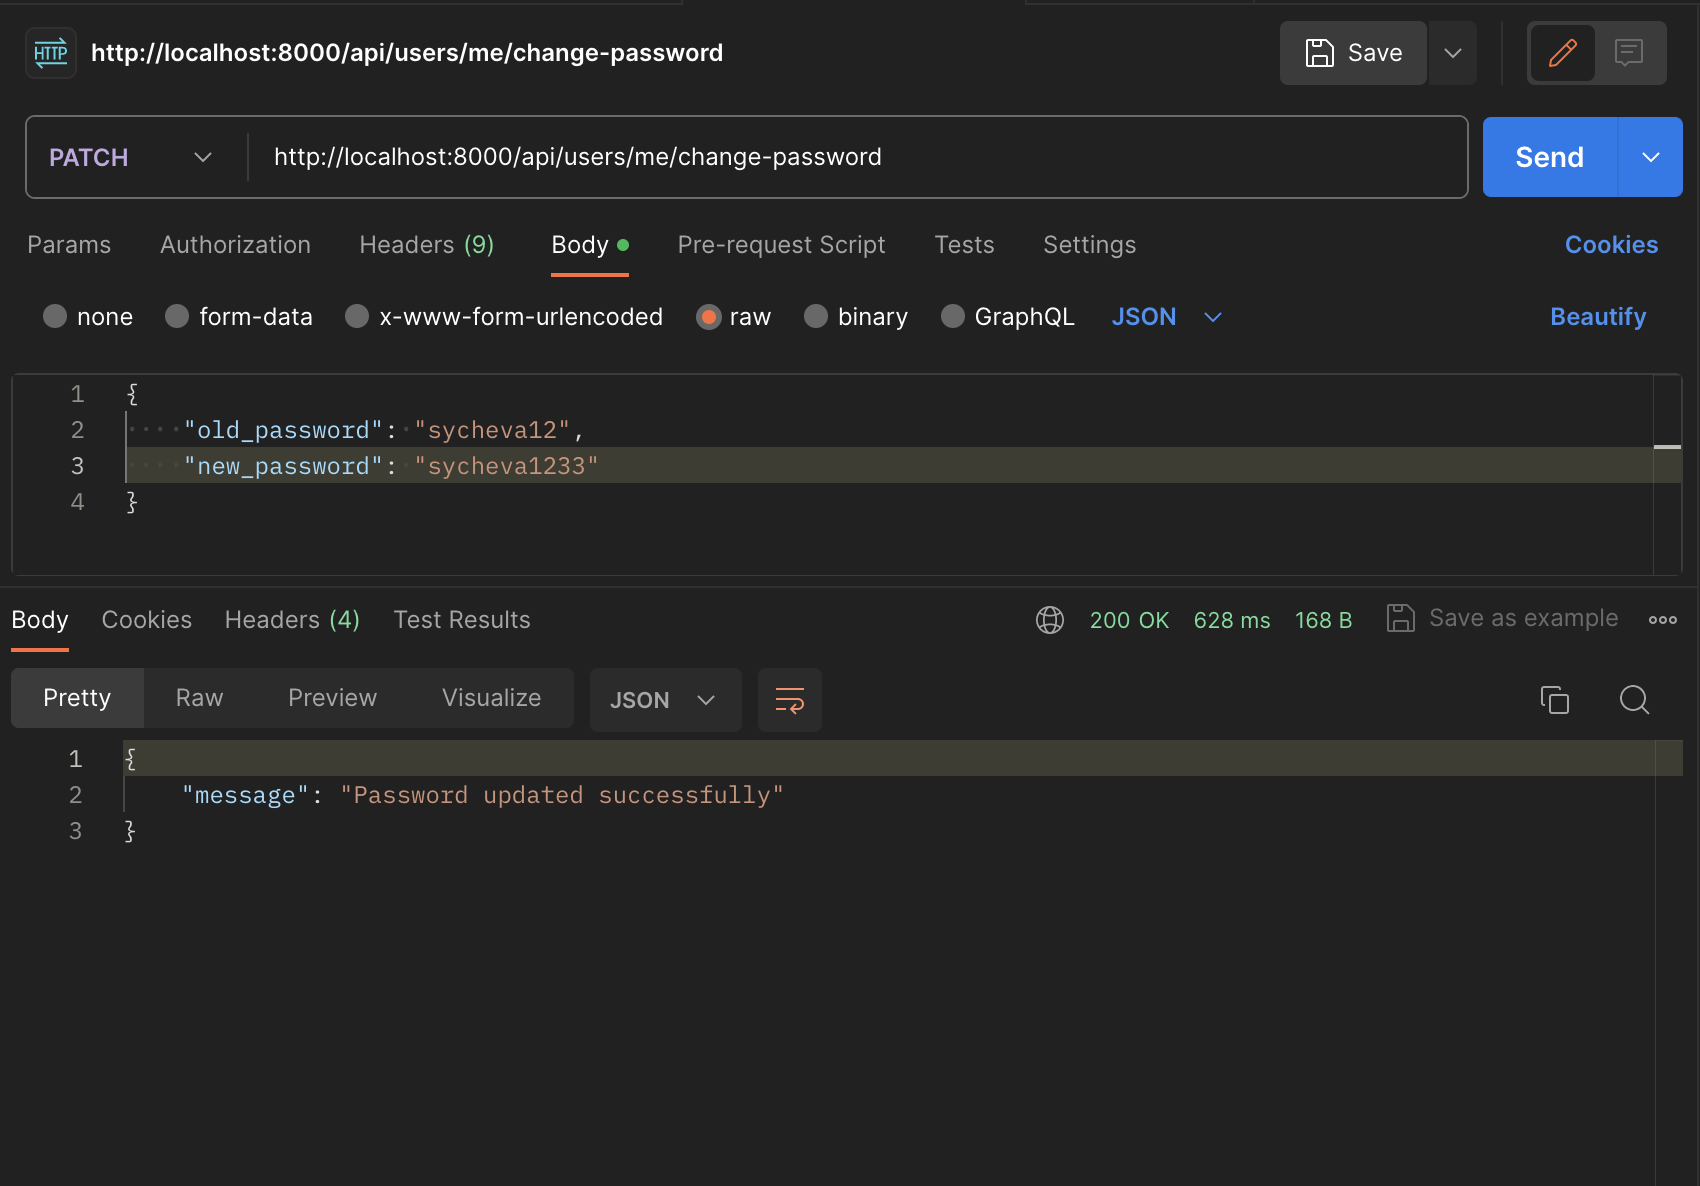 HTTP http://localhost:8000/api/users/me/change-password Save
PATCH http://localhost:8000/api/users/me/change-password Send
Params Authorization Headers (9) Body Pre-request Script Tests Settings Cookies
none form-data x-www-form-urlencoded raw binary GraphQL JSON Beautify
1 {
2 "old_password": "sycheva12",
3 "new_password": "sycheva1233"
4 }
Body Cookies Headers (4) Test Results 200 OK 628 ms 168 B Save as example
Pretty Raw Preview Visualize JSON
1 {
2 "message": "Password updated successfully"
3 }